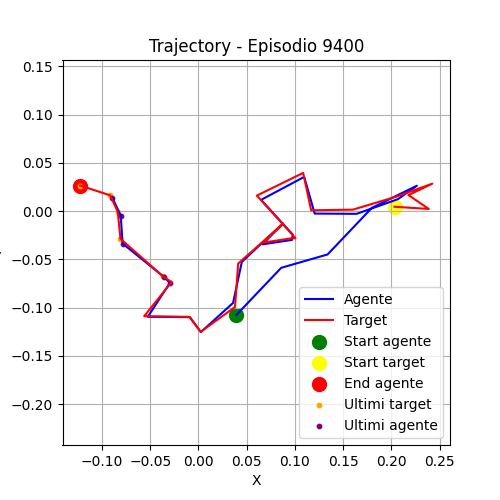 Trajectory - Episodio 9400
0.15
0.10
0.05
0.00
−0.05
−0.10
−0.15
−0.20
Agente
Target
Start agente
Start target
End agente
Ultimi target
Ultimi agente
−0.10 −0.05 0.00 0.05 0.10 0.15 0.20 0.25
X